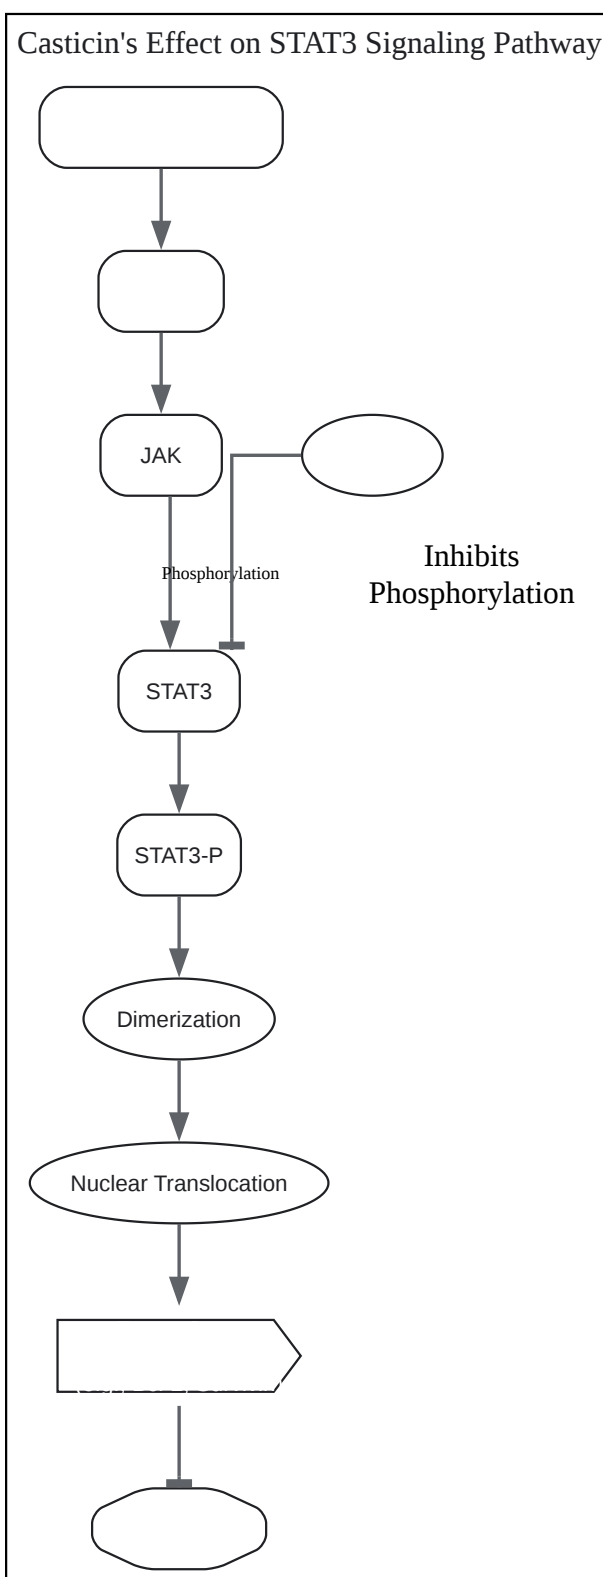 Casticin's Effect on STAT3 Signaling Pathway
JAK
Phosphorylation
Inhibits
Phosphorylation
STAT3
STAT3-P
Dimerization
Nuclear Translocation